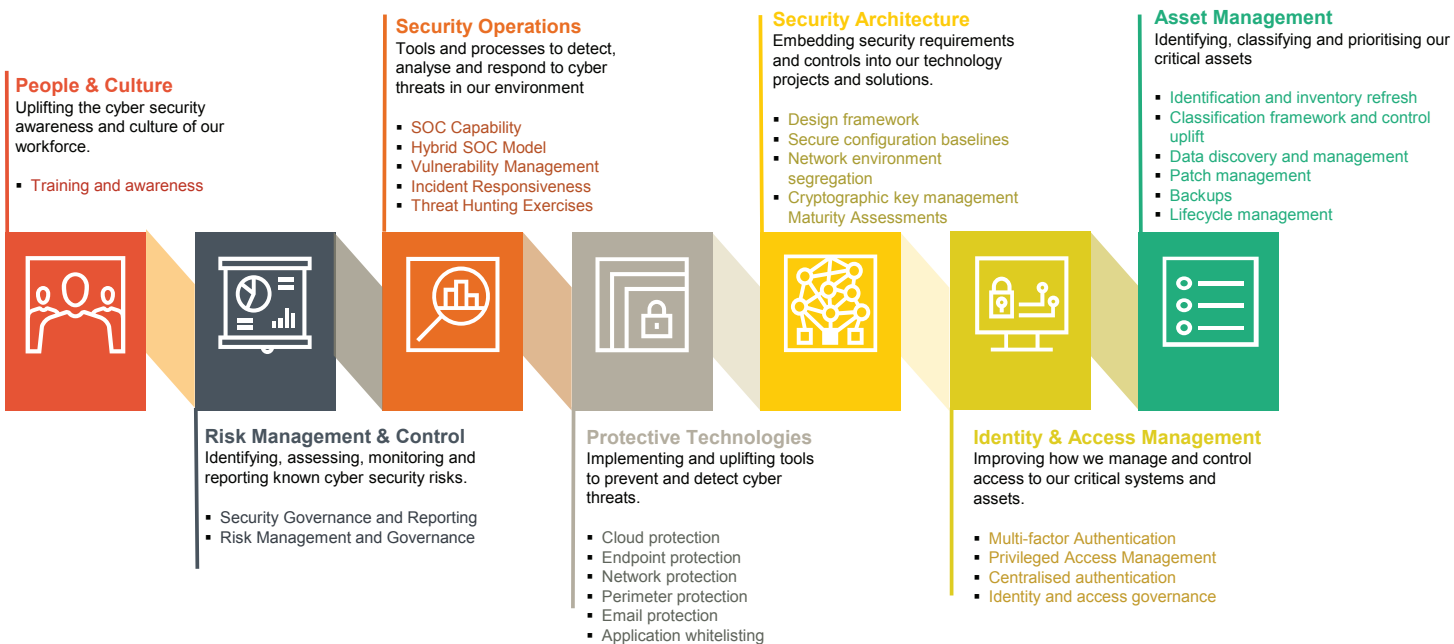 People & Culture
Uplifting the cyber security
awareness and culture of our
workforce.
▪ Training and awareness
Risk Management & Control
Identifying, assessing, monitoring and
reporting known cyber security risks.
▪ Security Governance and Reporting
▪ Risk Management and Governance
Security Operations
Tools and processes to detect,
analyse and respond to cyber
threats in our environment
▪ SOC Capability
▪ Hybrid SOC Model
▪ Vulnerability Management
▪ Incident Responsiveness
▪ Threat Hunting Exercises
Protective Technologies
Implementing and uplifting tools
to prevent and detect cyber
threats.
▪ Cloud protection
▪ Endpoint protection
▪ Network protection
▪ Perimeter protection
▪ Email protection
▪ Application whitelisting
Security Architecture
Embedding security requirements
and controls into our technology
projects and solutions.
▪ Design framework
▪ Secure configuration baselines
▪ Network environment
segregation
▪ Cryptographic key management
Maturity Assessments
Identity & Access Management
Improving how we manage and control
access to our critical systems and
assets.
▪ Multi-factor Authentication
▪ Privileged Access Management
▪ Centralised authentication
▪ Identity and access governance
Asset Management
Identifying, classifying and prioritising our
critical assets
▪ Identification and inventory refresh
▪ Classification framework and control
uplift
▪ Data discovery and management
▪ Patch management
▪ Backups
▪ Lifecycle management